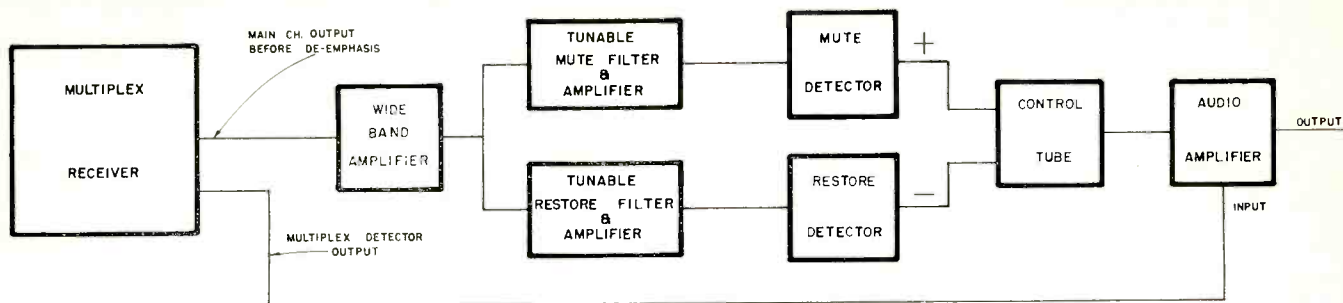 MULTIPLEX
RECEIVER
MAIN CH. OUTPUT
BEFORE DE-EMPHASIS
MULTIPLEX DETECTOR
OUTPUT
WIDE
BAND
AMPLIFIER
TUNABLE
MUTE FILTER
&
AMPLIFIER
TUNABLE
RESTORE FILTER
&
AMPLIFIER
MUTE
DETECTOR
+
RESTORE
DETECTOR
—
CONTROL
TUBE
AUDIO
AMPLIFIER
OUTPUT
INPUT